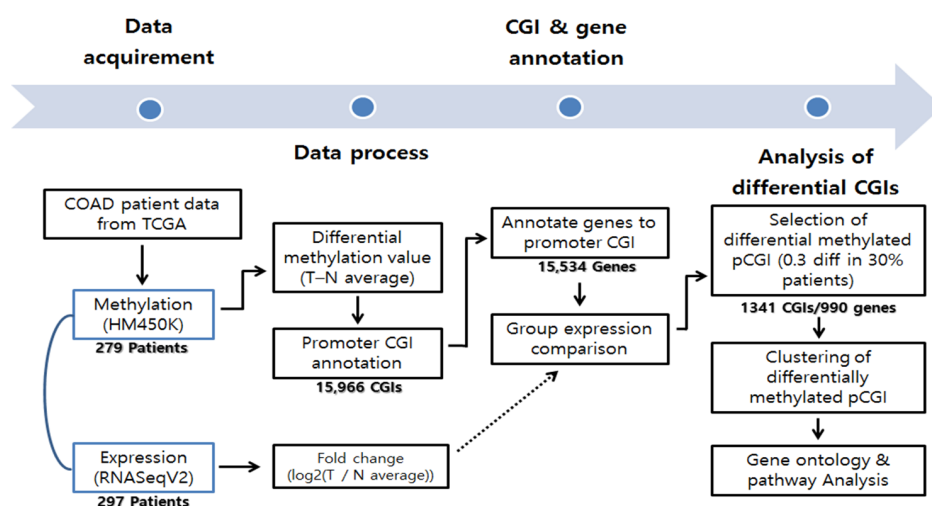 Data
acquirement
CGI & gene
annotation
Data process
Analysis of
differential CGIs
COAD patient data
from TCGA
Methylation
(HM450K)
279 Patients
Expression
(RNASeqV2)
297 Patients
Differential
methylation value
(T–N average)
Promoter CGI
annotation
15,966 CGIs
Fold change
(log2(T / N average))
Annotate genes to
promoter CGI
15,534 Genes
Group expression
comparison
Selection of
differential methylated
pCGI (0.3 diff in 30%
patients)
1341 CGIs/990 genes
Clustering of
differentially
methylated pCGI
Gene ontology &
pathway Analysis